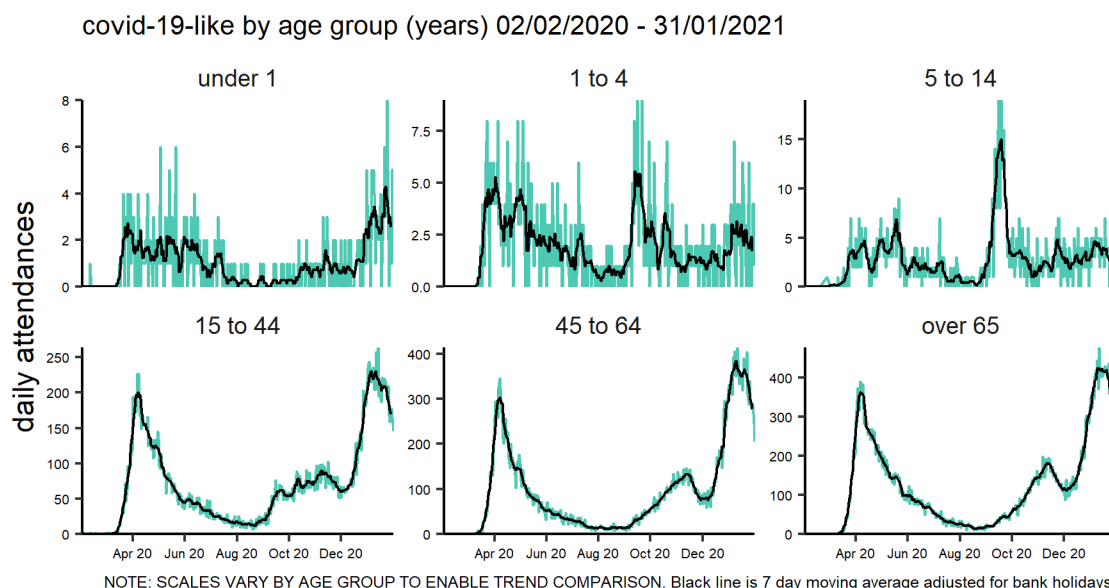 covid-19-like by age group (years) 02/02/2020 - 31/01/2021
under 1
1 to 4
5 to 14
8
6
4
2
0
7.5
5.0
2.5
0.0
15
10
5
0
daily attendances
15 to 44
45 to 64
over 65
250
200
150
100
50
0
400
300
200
100
0
400
300
200
100
0
Apr 20 Jun 20 Aug 20 Oct 20 Dec 20
Apr 20 Jun 20 Aug 20 Oct 20 Dec 20
Apr 20 Jun 20 Aug 20 Oct 20 Dec 20
NOTE: SCALES VARY BY AGE GROUP TO ENABLE TREND COMPARISON. Black line is 7 day moving average adjusted for bank holidays